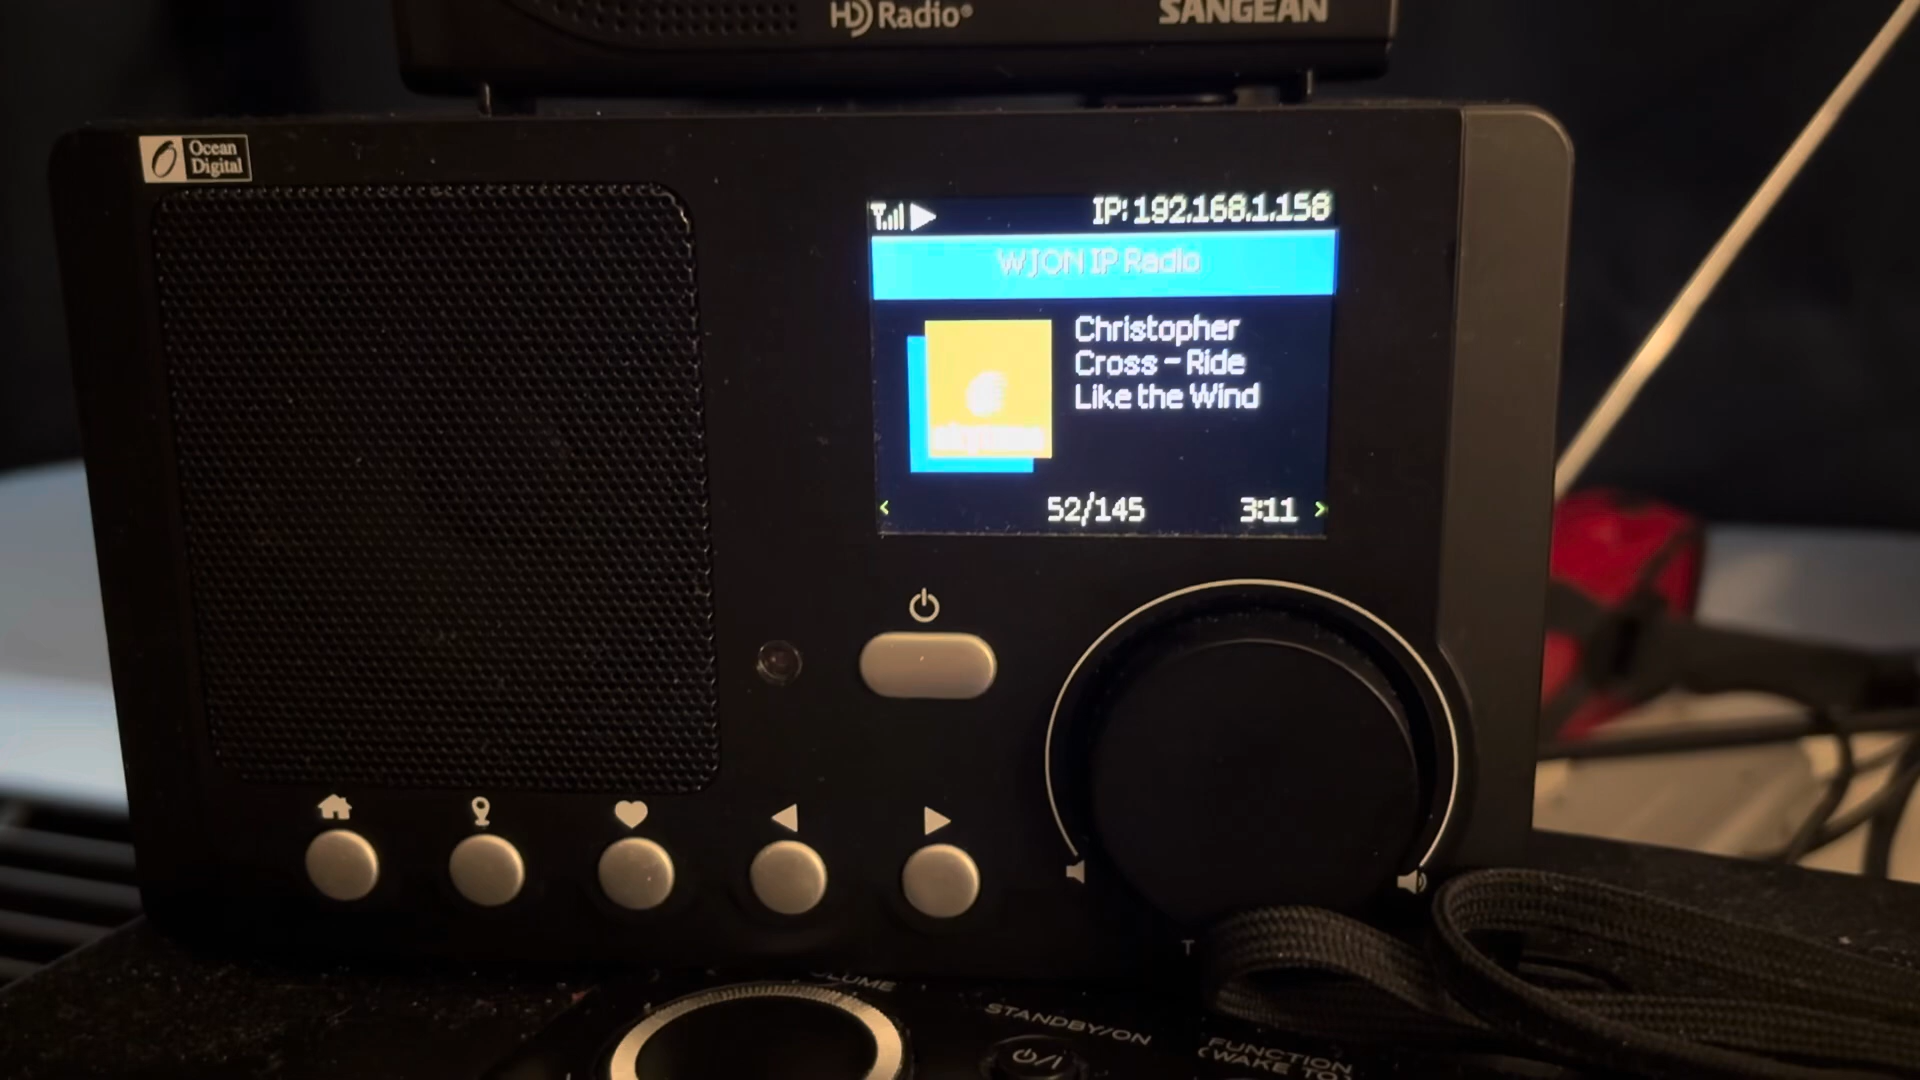 HD Radio®
SANGEAN
Ocean
Digital
IP: 192.168.1.158
WJON IP Radio
Christopher
Cross - Ride
Like the Wind
52/145
3:11
STANDBY/ON
FUNCTION